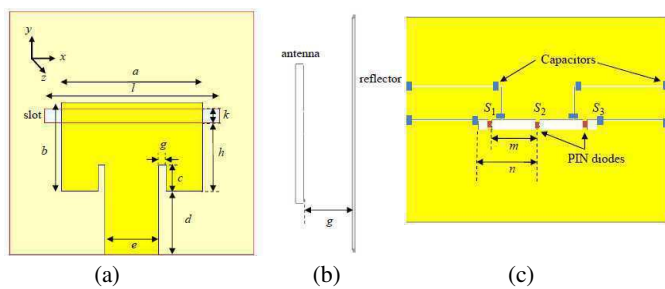 y
x
z
a
l
slot
k
b
g
h
c
d
e
(a)
antenna
reflector
g
(b)
Capacitors
S1
S2
S3
m
PIN diodes
n
(c)